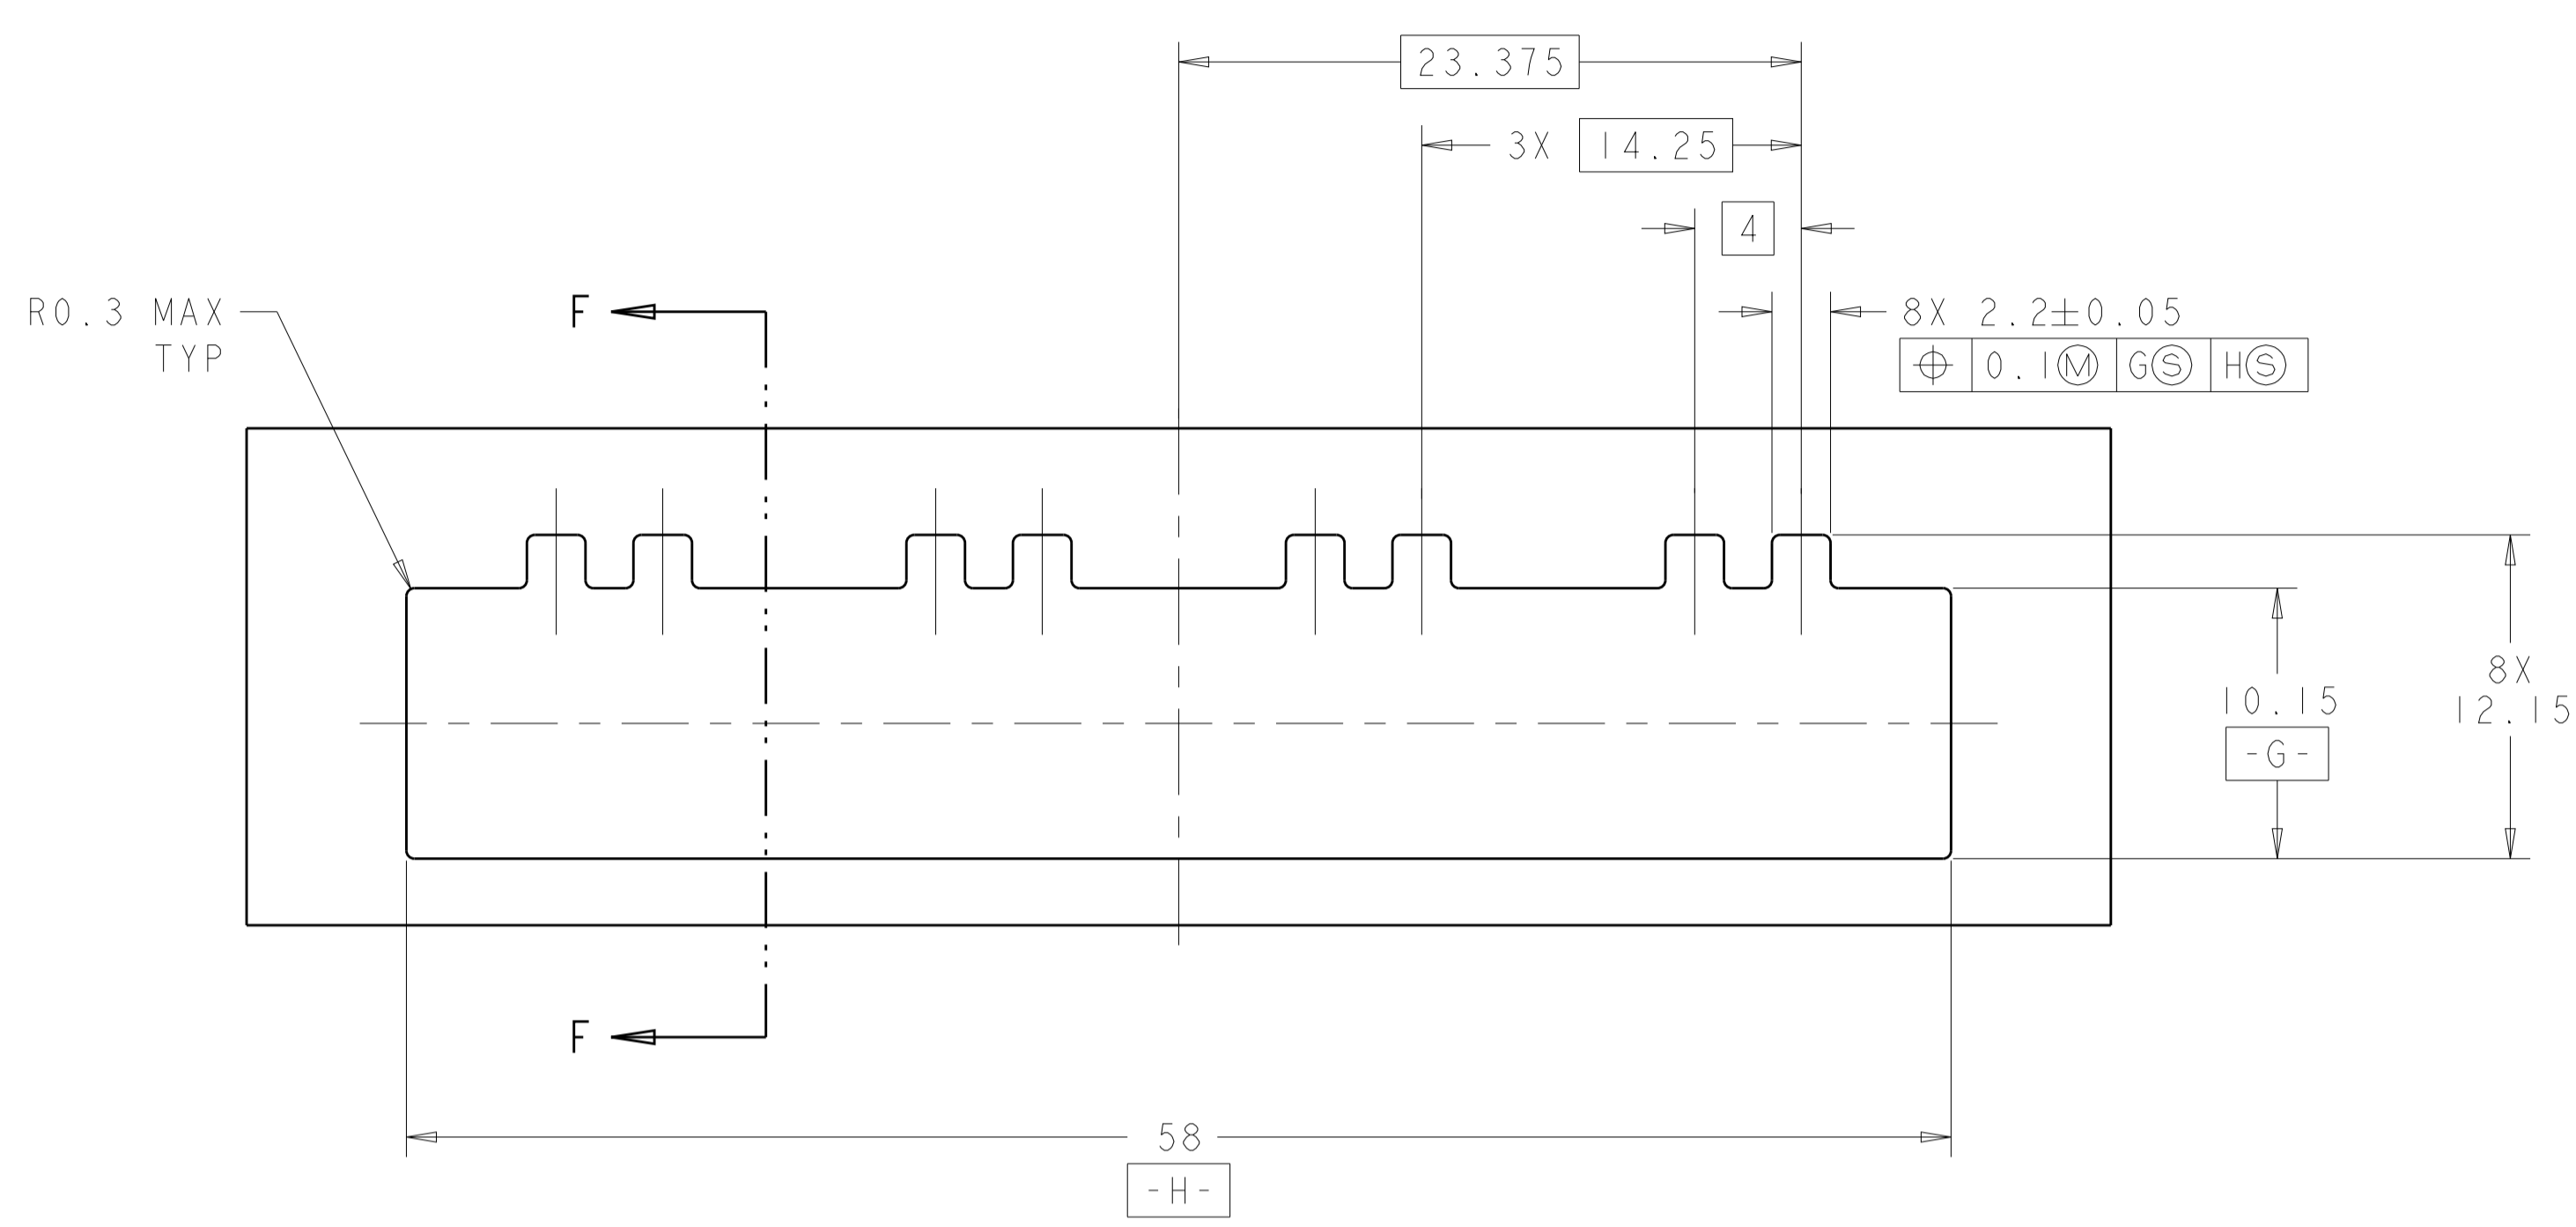 23.375
3X 14.25
4
R0.3 MAX
TYP
F
8X 2.2±0.05
⌖ 0.1Ⓜ GⓈ HⓈ
8X
12.15
10.15
-G-
F
58
-H-